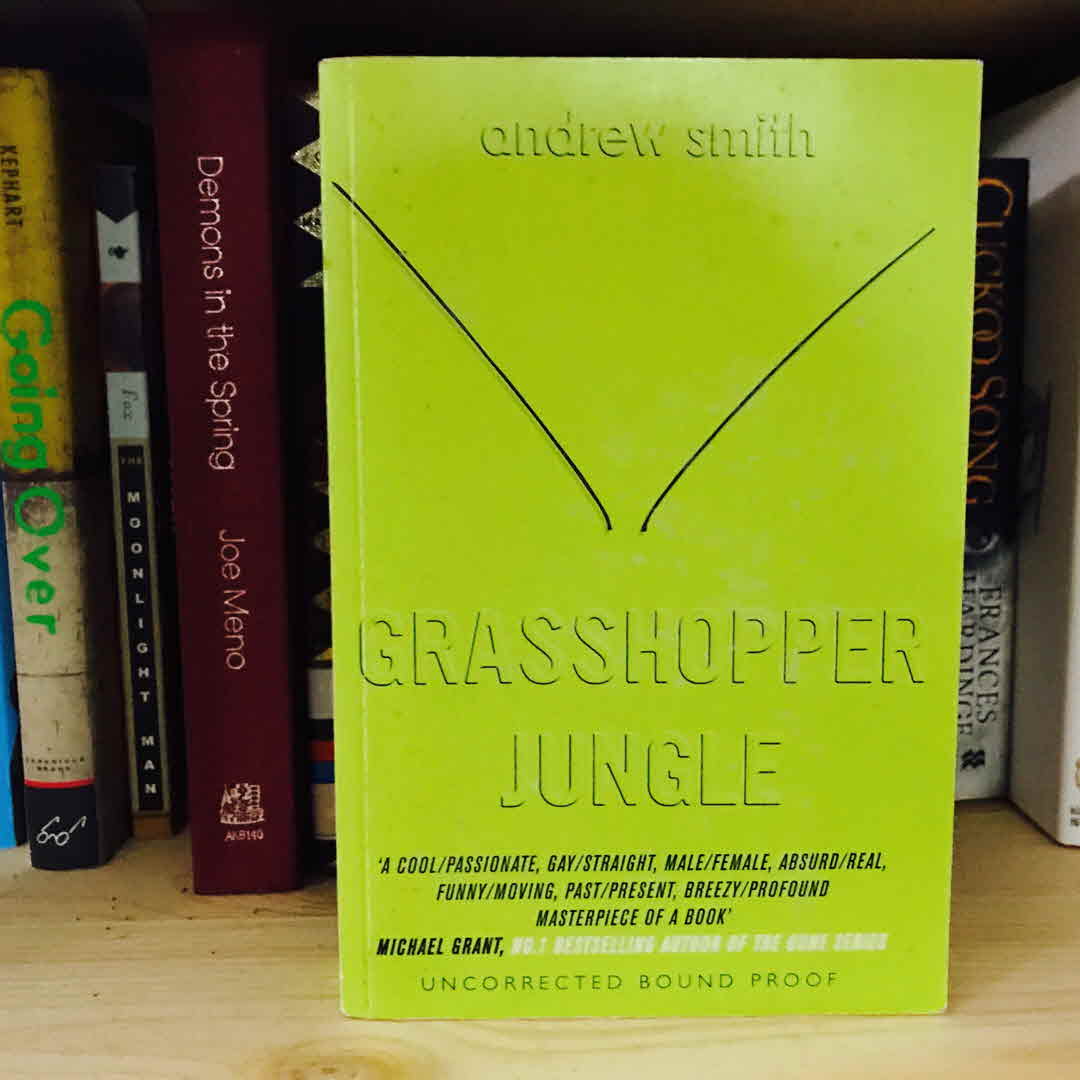 KEPHART
Going Over
fox
THE MOONLIGHT MAN
Demons in the Spring
Joe Meno
AKB140
andrew smith
GRASSHOPPER
JUNGLE
'A COOL/PASSIONATE, GAY/STRAIGHT, MALE/FEMALE, ABSURD/REAL,
FUNNY/MOVING, PAST/PRESENT, BREEZY/PROFOUND
MASTERPIECE OF A BOOK'
MICHAEL GRANT, NO.1 BESTSELLING AUTHOR OF THE GONE SERIES
UNCORRECTED BOUND PROOF
CUCKOO SONG
FRANCES
HARDINGE